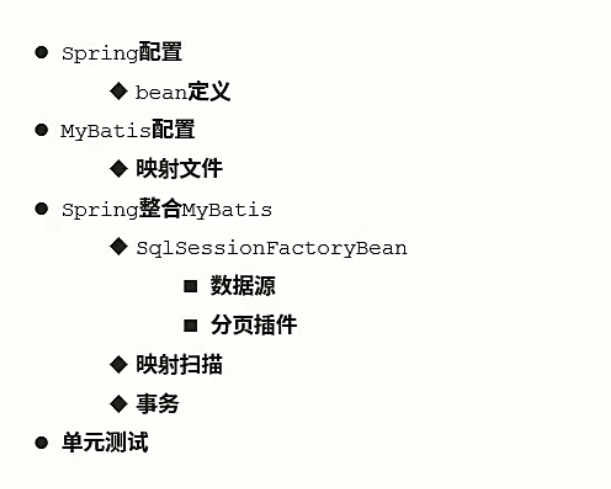 Spring配置
bean定义
MyBatis配置
映射文件
Spring整合MyBatis
SqlSessionFactoryBean
数据源
分页插件
映射扫描
事务
单元测试